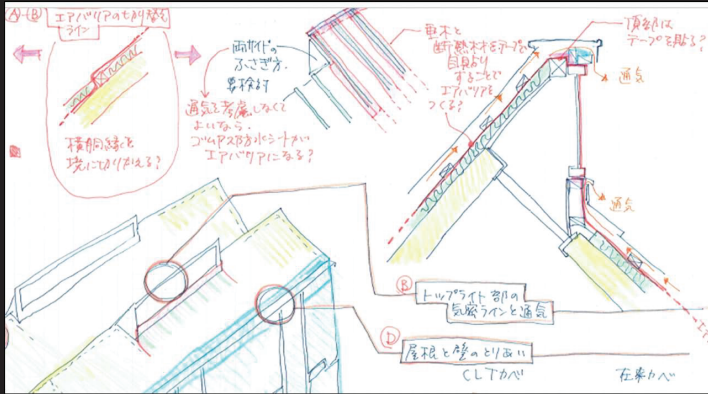 Ⓐ-Ⓑ エアバリアの切り替え
ライン
横胴縁を
境に切りかえる?
両サイドの
ふさぎ方
要検討
通気を考慮しなくて
よいなら、
ゴムアス防水シートが
エアバリアになる?
垂木と
断熱材をテープで
目貼り
することで
エアバリアを
つくる?
頂部は
テープを貼る?
通気
通気
Ⓑ
トップライト部の
気密ラインと通気
Ⓓ
屋根と壁のとりあい
CLTカベ
在来カベ